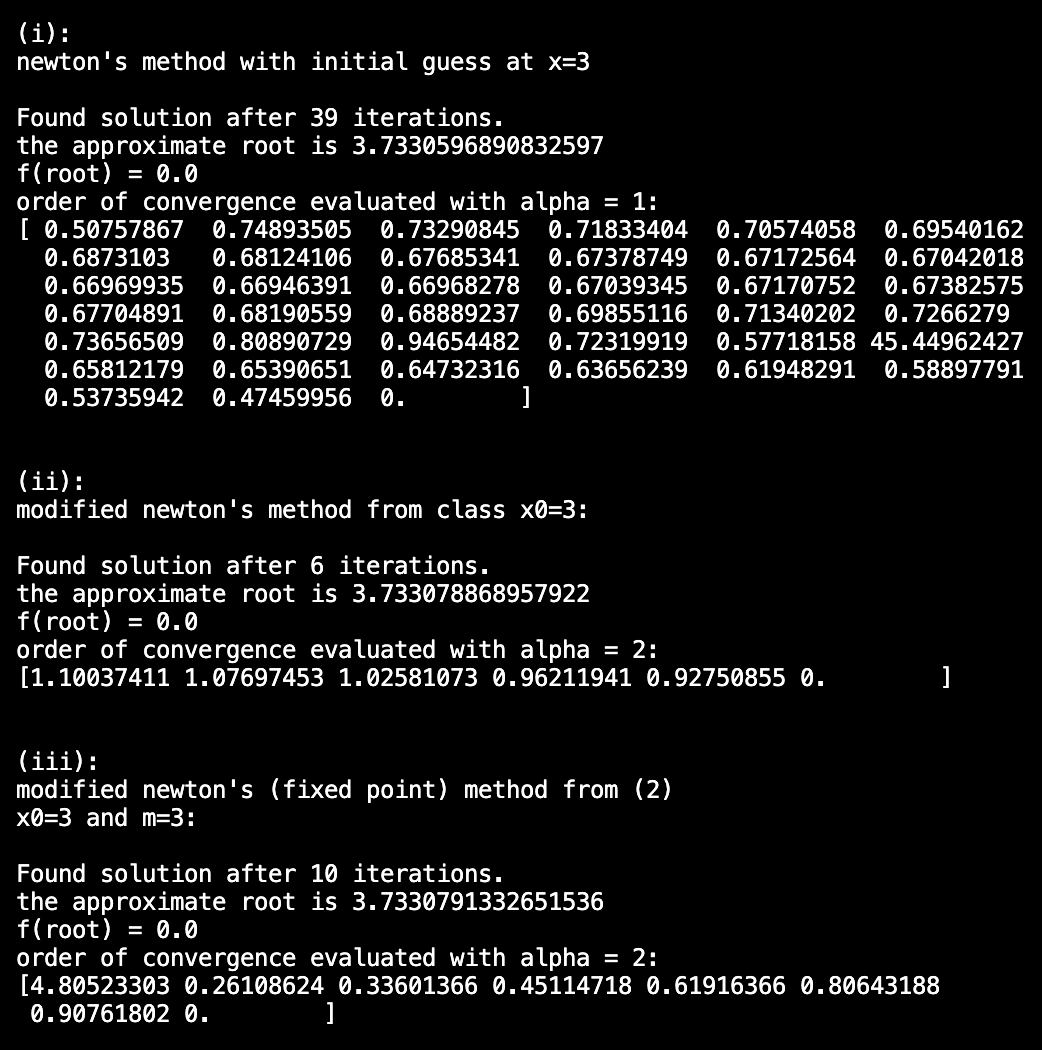 (i):
newton's method with initial guess at x=3
Found solution after 39 iterations.
the approximate root is 3.7330596890832597
f(root) = 0.0
order of convergence evaluated with alpha = 1:
[ 0.50757867  0.74893505  0.73290845  0.71833404  0.70574058  0.69540162
  0.6873103   0.68124106  0.67685341  0.67378749  0.67172564  0.67042018
  0.66969935  0.66946391  0.66968278  0.67039345  0.67170752  0.67382575
  0.67704891  0.68190559  0.68889237  0.69855116  0.71340202  0.7266279
  0.73656509  0.80890729  0.94654482  0.72319919  0.57718158 45.44962427
  0.65812179  0.65390651  0.64732316  0.63656239  0.61948291  0.58897791
  0.53735942  0.47459956  0.        ]
(ii):
modified newton's method from class x0=3:
Found solution after 6 iterations.
the approximate root is 3.733078868957922
f(root) = 0.0
order of convergence evaluated with alpha = 2:
[1.10037411 1.07697453 1.02581073 0.96211941 0.92750855 0.        ]
(iii):
modified newton's (fixed point) method from (2)
x0=3 and m=3:
Found solution after 10 iterations.
the approximate root is 3.7330791332651536
f(root) = 0.0
order of convergence evaluated with alpha = 2:
[4.80523303 0.26108624 0.33601366 0.45114718 0.61916366 0.80643188
 0.90761802 0.        ]